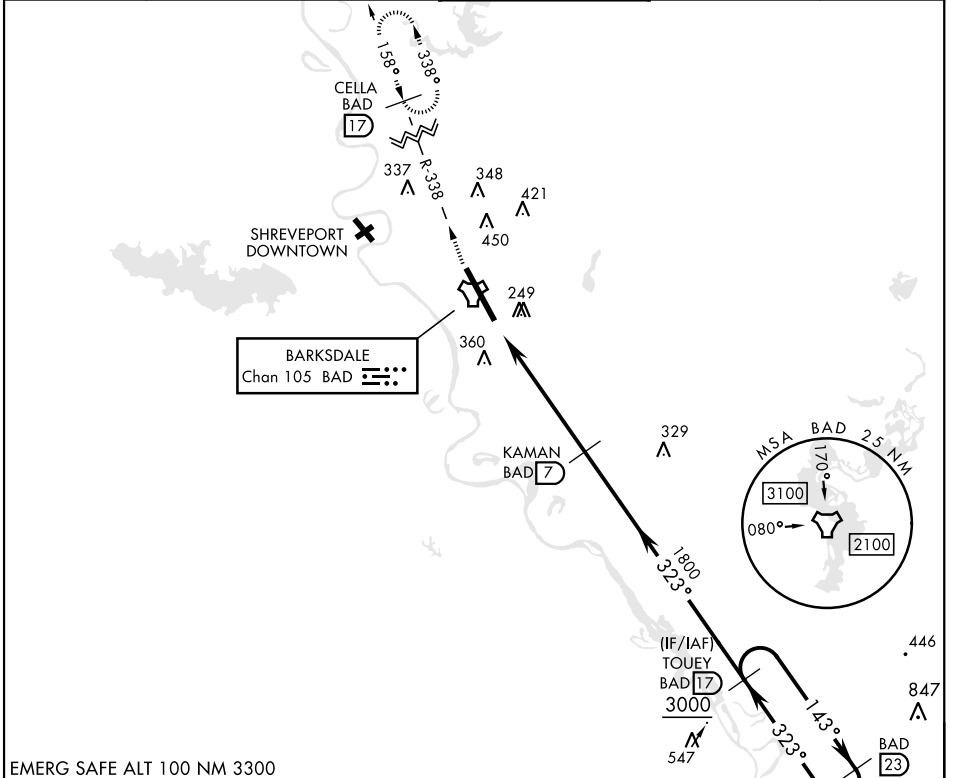 158°
338°
CELLA
BAD
17
R-338
337
348
421
450
SHREVEPORT
DOWNTOWN
249
360
BARKSDALE
Chan 105 BAD
KAMAN
BAD 7
329
MSA BAD 25 NM
170°
3100
080°
2100
1800
323°
(IF/IAF)
TOUEY
BAD 17
3000
547
446
847
143°
323°
BAD
23
EMERG SAFE ALT 100 NM 3300